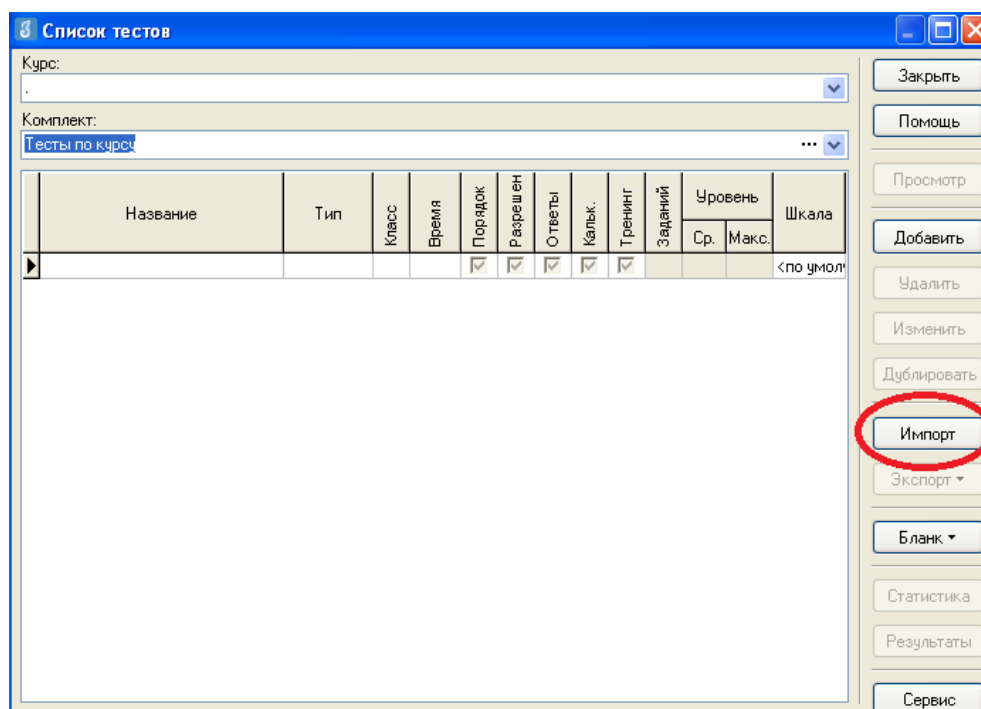 Список тестов
Курс:
.
Комплект:
Тесты по курсу
...
Название Тип Класс Время Порядок Разрешен Ответы Кальк. Тренинг Заданий Уровень Шкала
Ср. Макс.
<по умол
Закрыть
Помощь
Просмотр
Добавить
Удалить
Изменить
Дублировать
Импорт
Экспорт
Бланк
Статистика
Результаты
Сервис